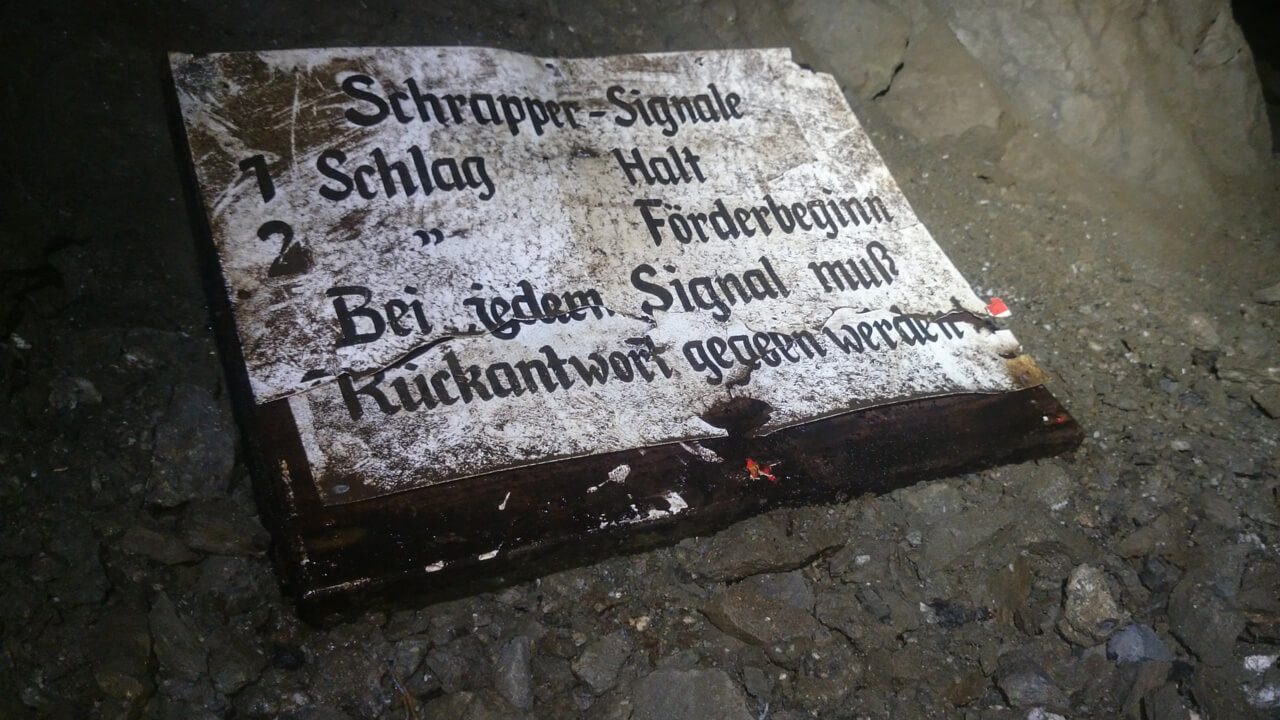 Schrapper-Signale
1 Schlag Halt
2 „ Förderbeginn
Bei jedem Signal muß
Rückantwort gegeben werden